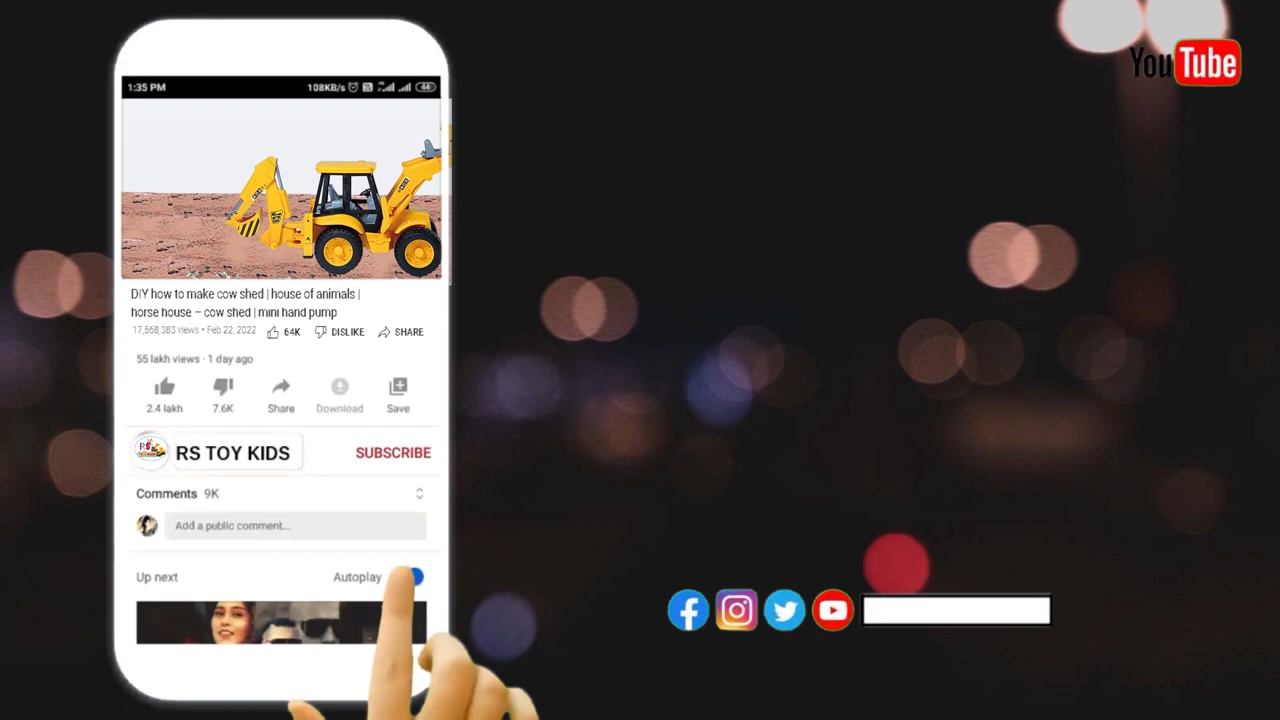 1:35 PM 108KB/s 44
YouTube
DIY how to make cow shed | house of animals |
horse house – cow shed | mini hand pump
17,568,383 views • Feb 22, 2022 64K DISLIKE SHARE
55 lakh views · 1 day ago
2.4 lakh 7.6K Share Download Save
RS
RS TOY KIDS SUBSCRIBE
Comments 9K
Add a public comment...
Up next Autoplay